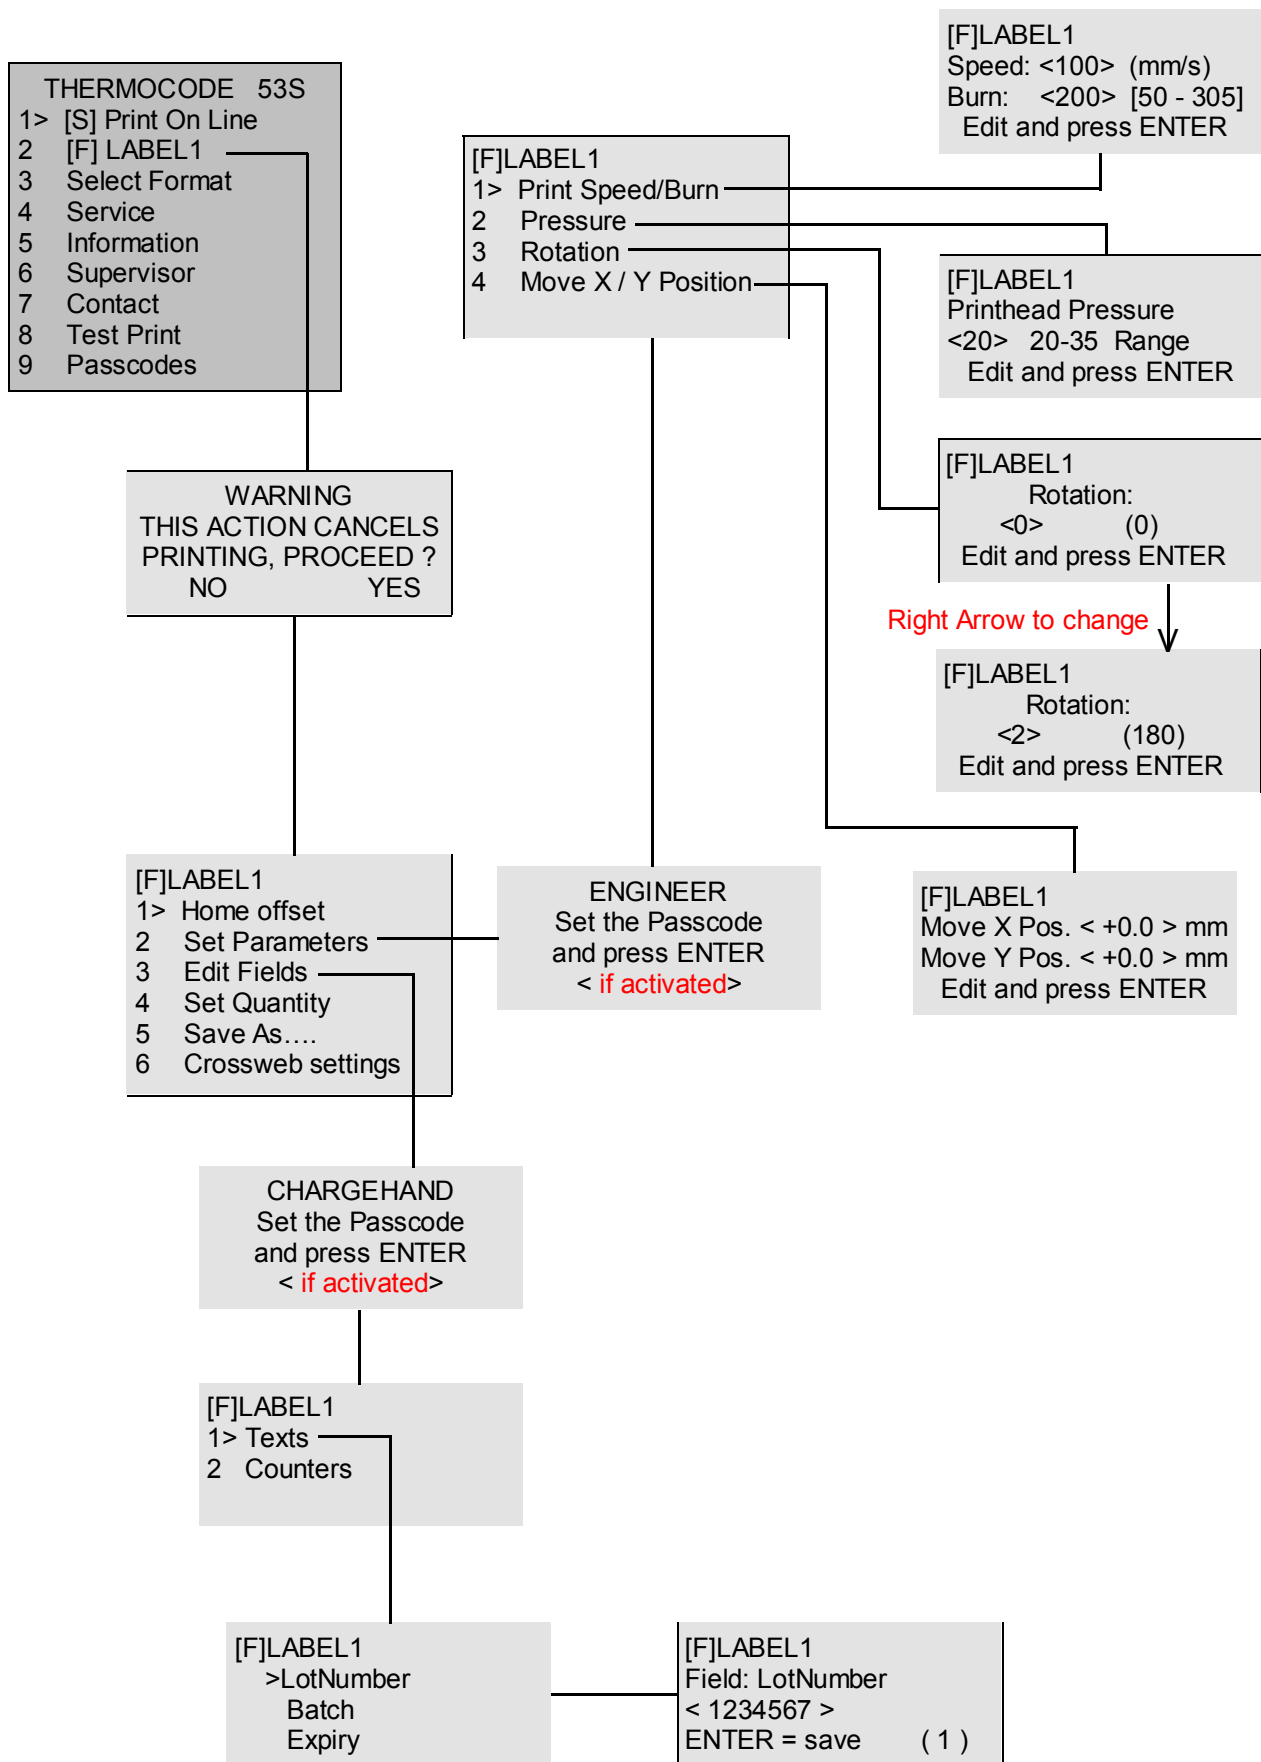 THERMOCODE 53S
1> [S] Print On Line
2 [F] LABEL1
3 Select Format
4 Service
5 Information
6 Supervisor
7 Contact
8 Test Print
9 Passcodes
WARNING
THIS ACTION CANCELS
PRINTING, PROCEED ?
NO YES
[F]LABEL1
1> Home offset
2 Set Parameters
3 Edit Fields
4 Set Quantity
5 Save As....
6 Crossweb settings
ENGINEER
Set the Passcode
and press ENTER
< if activated>
[F]LABEL1
1> Print Speed/Burn
2 Pressure
3 Rotation
4 Move X / Y Position
[F]LABEL1
Speed: <100> (mm/s)
Burn: <200> [50 - 305]
Edit and press ENTER
[F]LABEL1
Printhead Pressure
<20> 20-35 Range
Edit and press ENTER
[F]LABEL1
Rotation:
<0> (0)
Edit and press ENTER
Right Arrow to change
[F]LABEL1
Rotation:
<2> (180)
Edit and press ENTER
[F]LABEL1
Move X Pos. < +0.0 > mm
Move Y Pos. < +0.0 > mm
Edit and press ENTER
CHARGEHAND
Set the Passcode
and press ENTER
< if activated>
[F]LABEL1
1> Texts
2 Counters
[F]LABEL1
>LotNumber
Batch
Expiry
[F]LABEL1
Field: LotNumber
< 1234567 >
ENTER = save ( 1 )